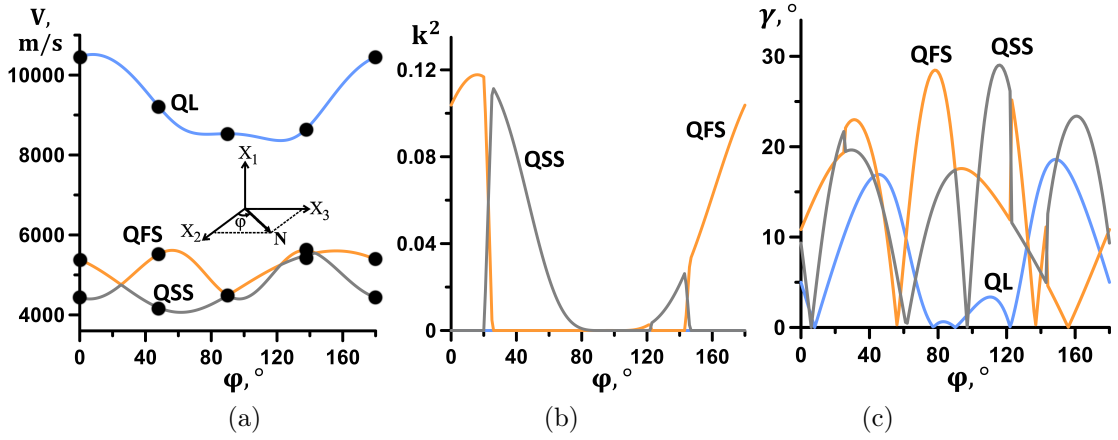 V,
m/s
10000
8000
6000
4000
0 40 80 120 160
φ, °
QL
QFS
QSS
X1
X2
X3
φ
N
(a)
k²
0.12
0.08
0.04
0
0 40 80 120 160
φ, °
QSS
QFS
(b)
γ, °
30
20
10
0
0 40 80 120 160
φ, °
QFS
QSS
QL
(c)